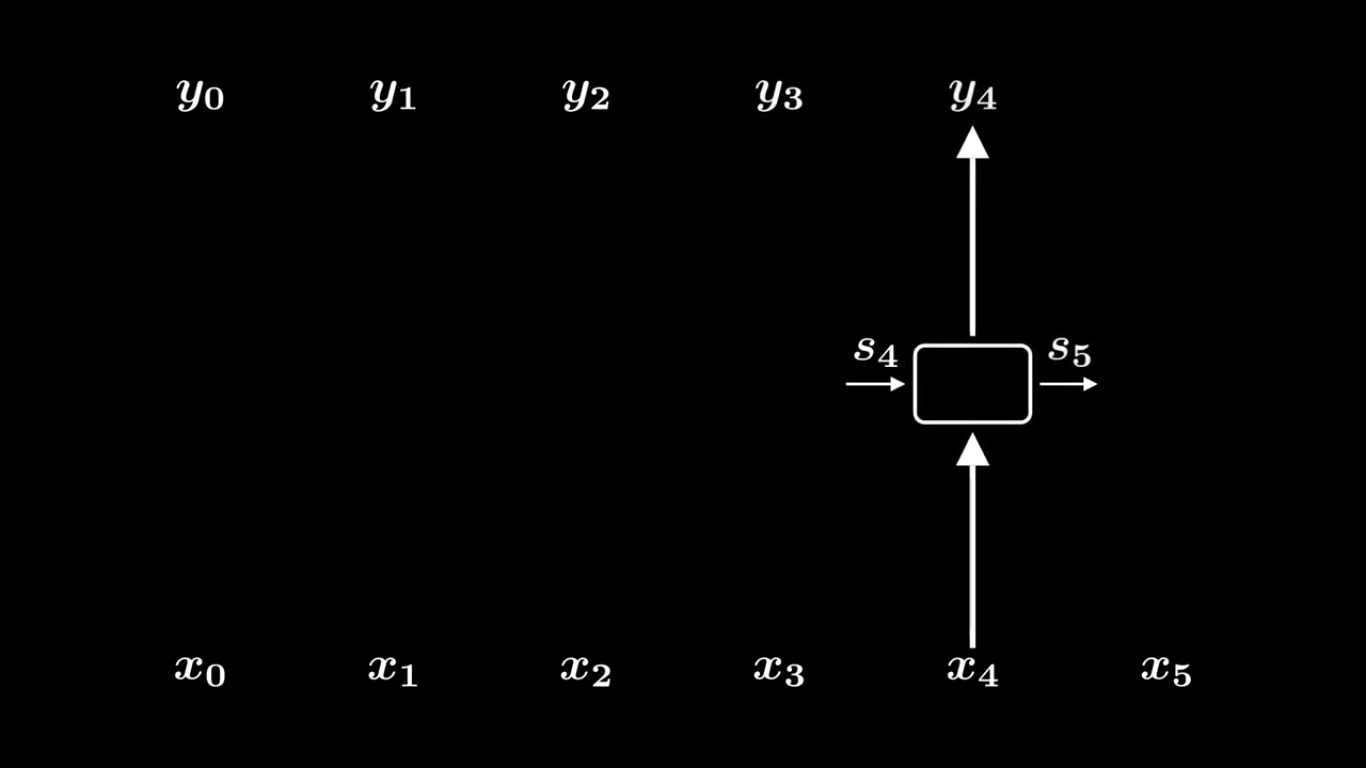 y₀ y₁ y₂ y₃ y₄
s₄ s₅
x₀ x₁ x₂ x₃ x₄ x₅